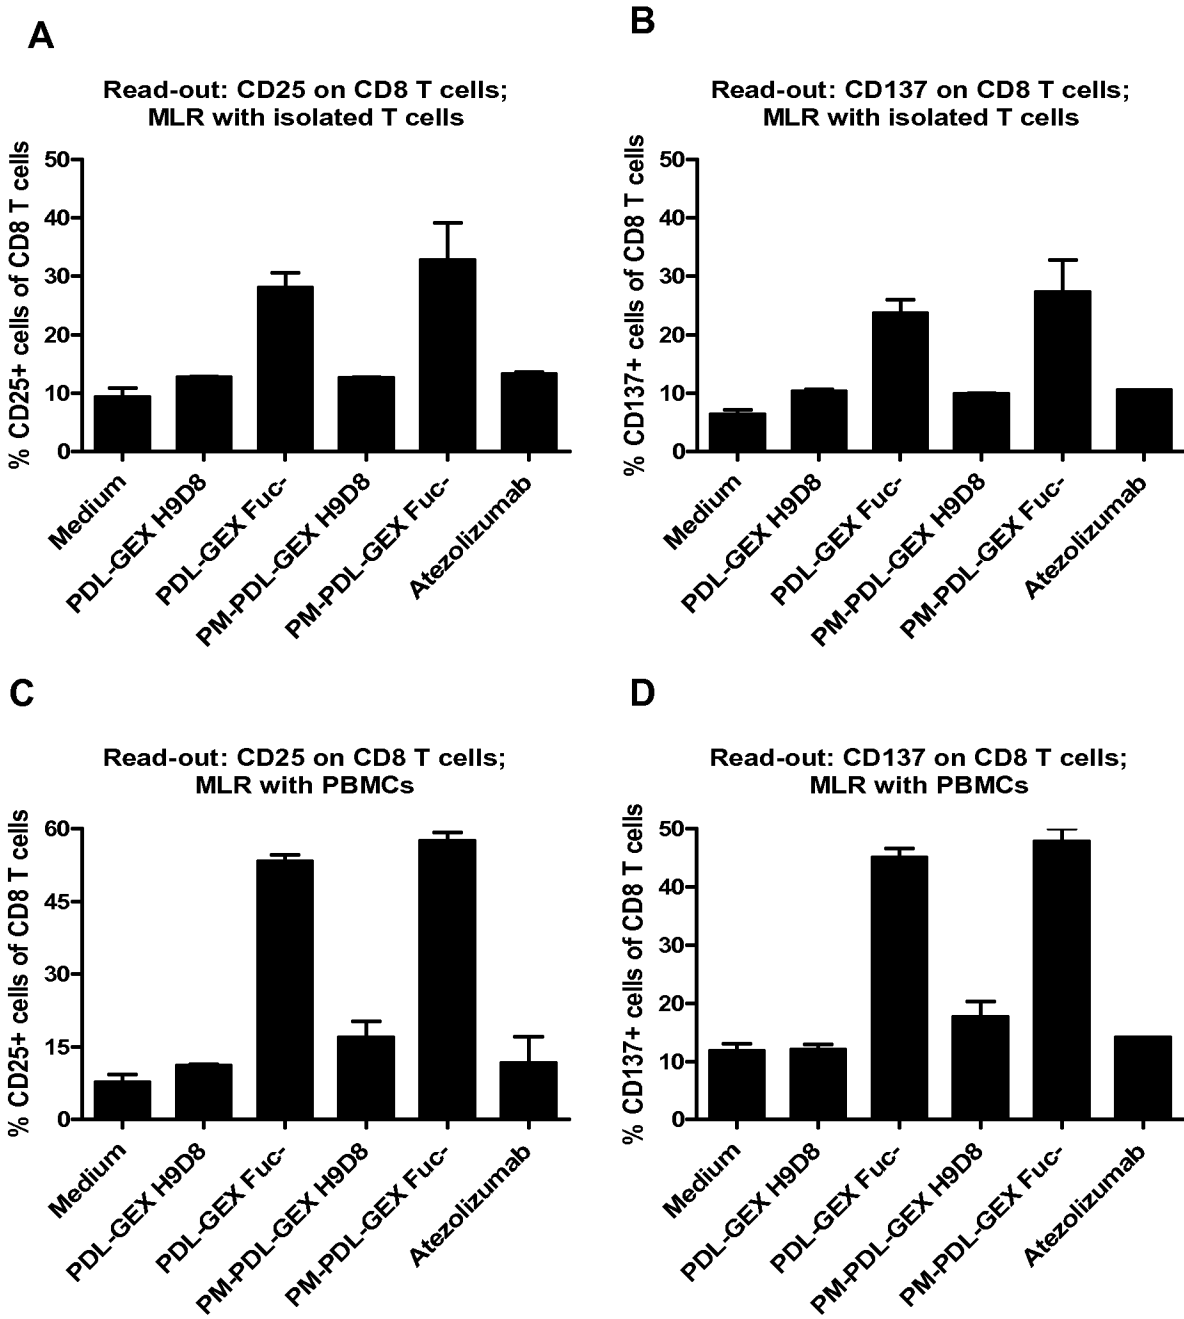 A
Read-out: CD25 on CD8 T cells;
MLR with isolated T cells
% CD25+ cells of CD8 T cells
50
40
30
20
10
0
Medium
PDL-GEX H9D8
PDL-GEX Fuc-
PM-PDL-GEX H9D8
PM-PDL-GEX Fuc-
Atezolizumab
B
Read-out: CD137 on CD8 T cells;
MLR with isolated T cells
% CD137+ cells of CD8 T cells
50
40
30
20
10
0
Medium
PDL-GEX H9D8
PDL-GEX Fuc-
PM-PDL-GEX H9D8
PM-PDL-GEX Fuc-
Atezolizumab
C
Read-out: CD25 on CD8 T cells;
MLR with PBMCs
% CD25+ cells of CD8 T cells
60
45
30
15
0
Medium
PDL-GEX H9D8
PDL-GEX Fuc-
PM-PDL-GEX H9D8
PM-PDL-GEX Fuc-
Atezolizumab
D
Read-out: CD137 on CD8 T cells;
MLR with PBMCs
% CD137+ cells of CD8 T cells
50
40
30
20
10
0
Medium
PDL-GEX H9D8
PDL-GEX Fuc-
PM-PDL-GEX H9D8
PM-PDL-GEX Fuc-
Atezolizumab